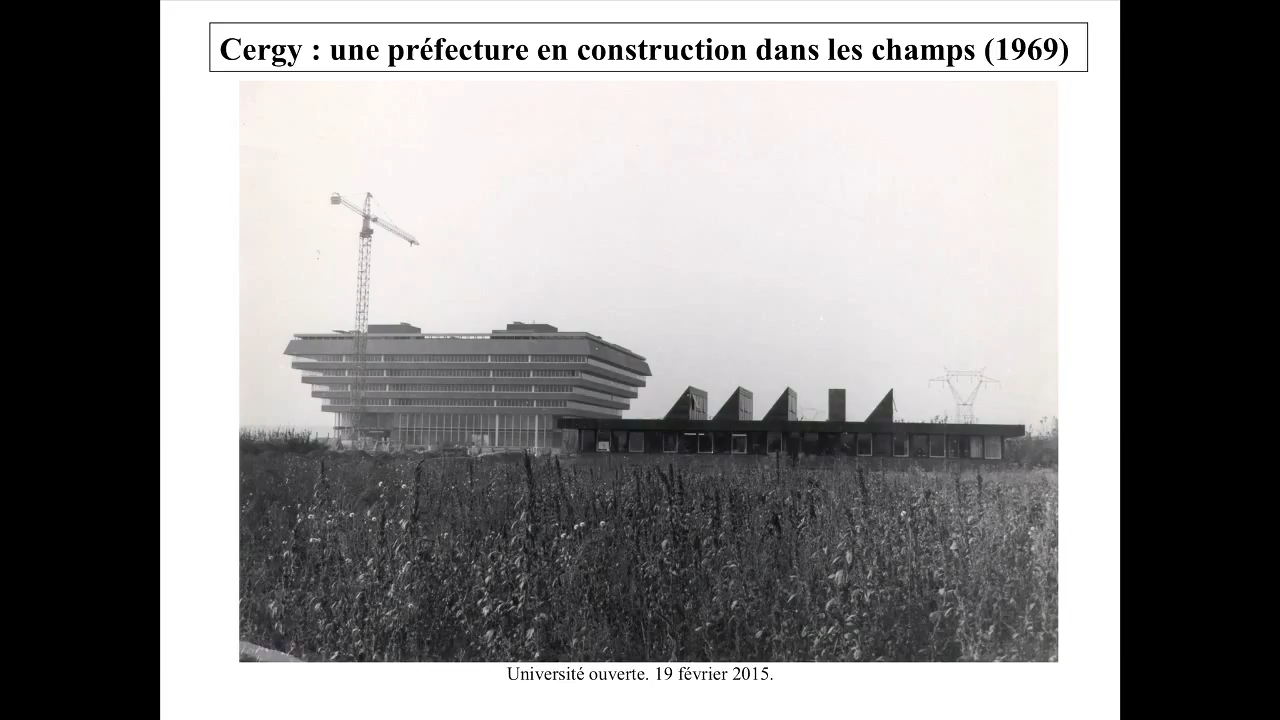 Cergy : une préfecture en construction dans les champs (1969)
Université ouverte. 19 février 2015.